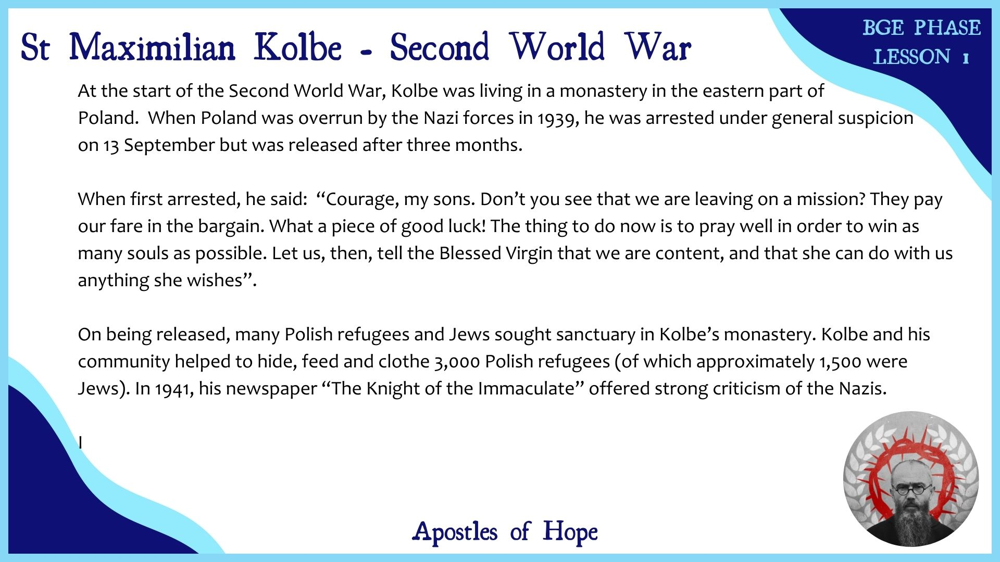 St Maximilian Kolbe - Second World War
BGE PHASE
LESSON 1
At the start of the Second World War, Kolbe was living in a monastery in the eastern part of
Poland.  When Poland was overrun by the Nazi forces in 1939, he was arrested under general suspicion
on 13 September but was released after three months.
When first arrested, he said:  “Courage, my sons. Don’t you see that we are leaving on a mission? They pay
our fare in the bargain. What a piece of good luck! The thing to do now is to pray well in order to win as
many souls as possible. Let us, then, tell the Blessed Virgin that we are content, and that she can do with us
anything she wishes”.
On being released, many Polish refugees and Jews sought sanctuary in Kolbe’s monastery. Kolbe and his
community helped to hide, feed and clothe 3,000 Polish refugees (of which approximately 1,500 were
Jews). In 1941, his newspaper “The Knight of the Immaculate” offered strong criticism of the Nazis.
I
Apostles of Hope